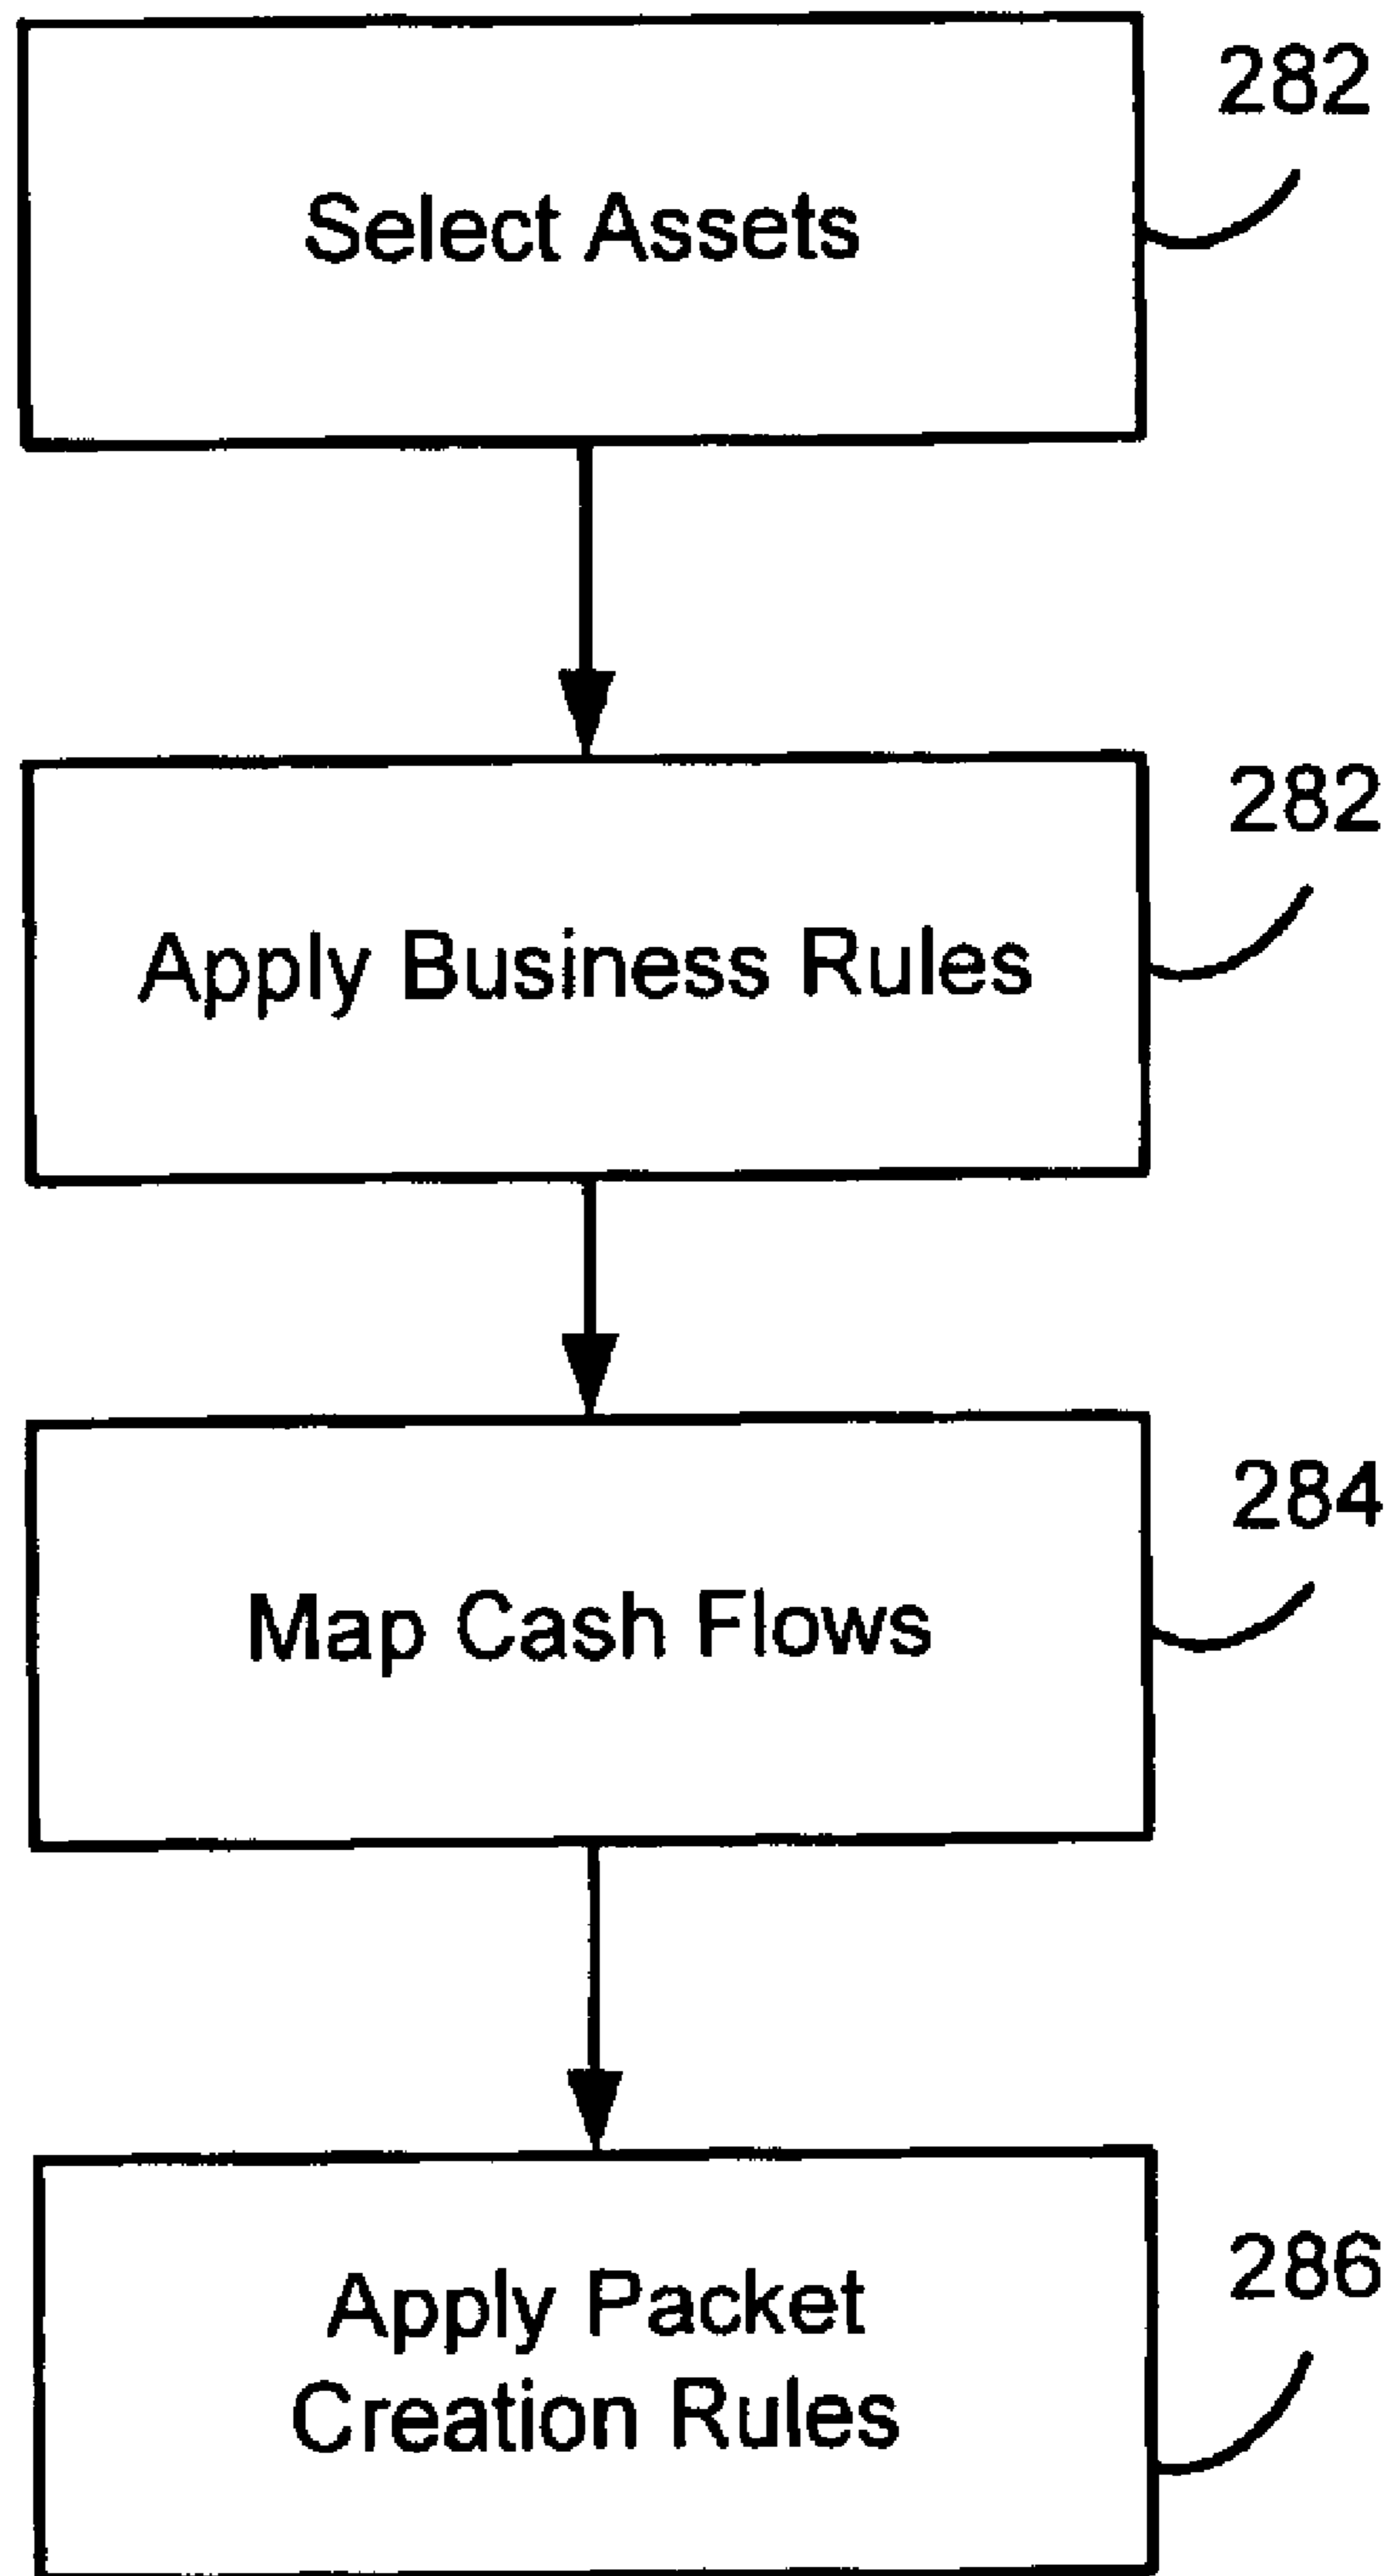 282
Select Assets
282
Apply Business Rules
284
Map Cash Flows
286
Apply Packet
Creation Rules